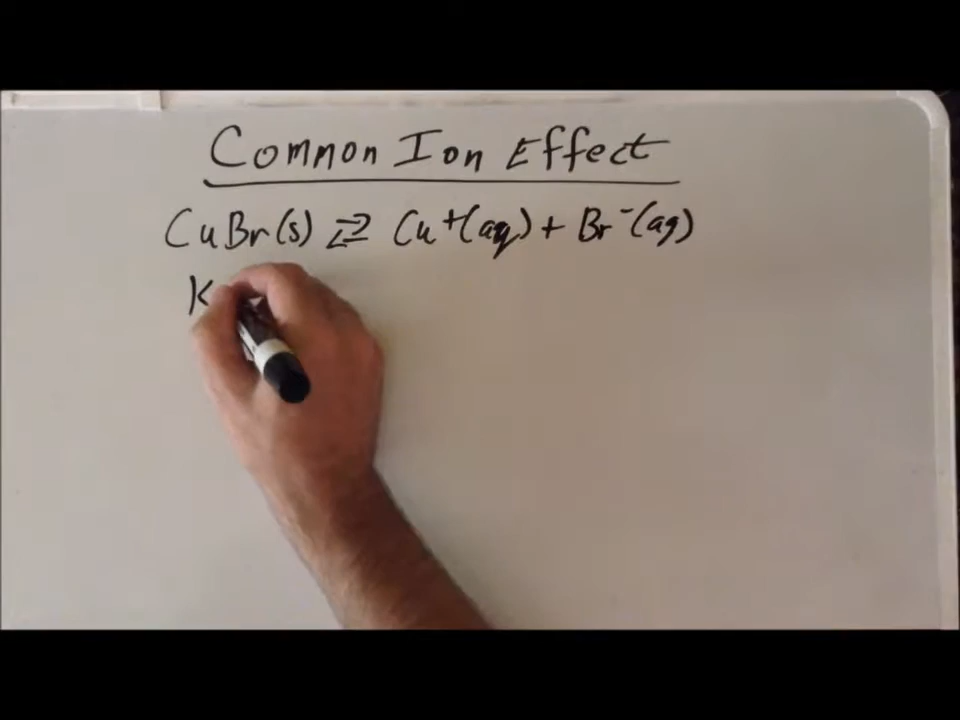 Common Ion Effect
CuBr(s) ⇄ Cu+(aq) + Br-(aq)
K